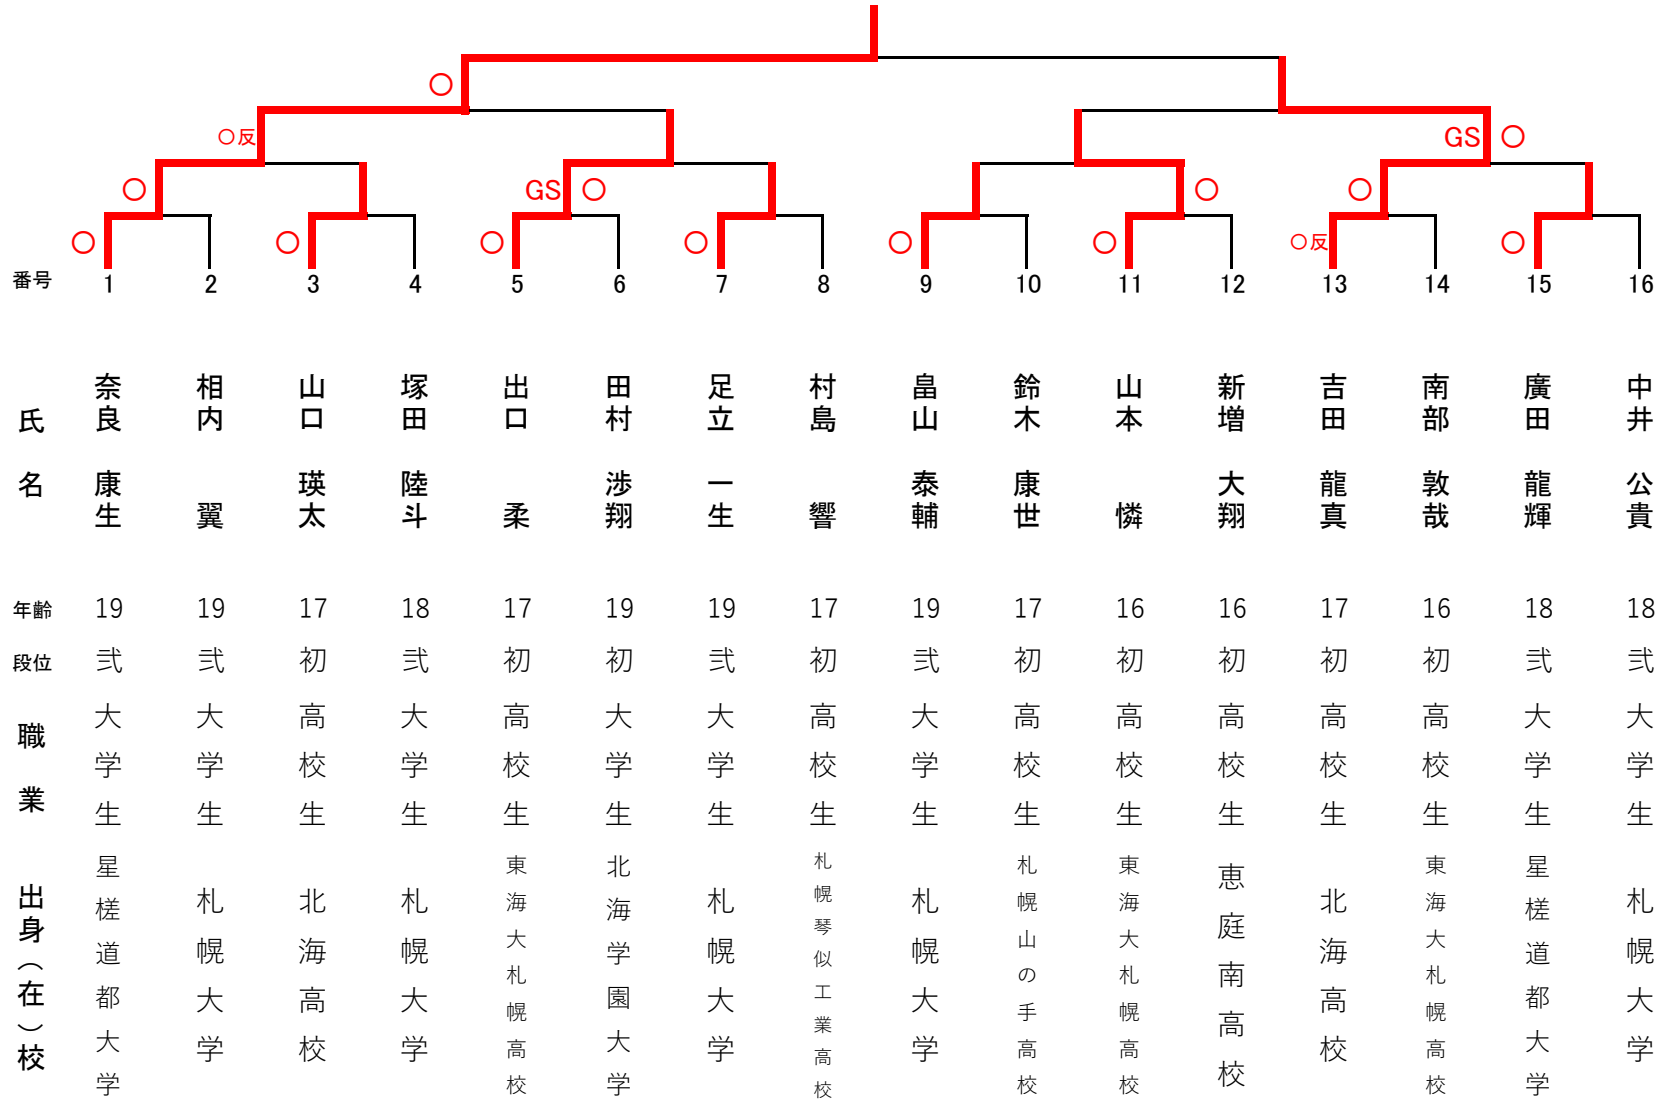 ○
○反
GS ○
○
GS ○
○
○
○
○
○
○
○
○
○
○反
○
番号 1 2 3 4 5 6 7 8 9 10 11 12 13 14 15 16
氏名 奈良 康生 相内 翼 山口 瑛太 塚田 陸斗 出口 柔 田村 渉翔 足立 一生 村島 響 畠山 泰輔 鈴木 康世 山本 憐 新増 大翔 吉田 龍真 南部 敦哉 廣田 龍輝 中井 公貴
年齢 19 19 17 18 17 19 19 17 19 17 16 16 17 16 18 18
段位 弐 弐 初 弐 初 初 弐 初 弐 初 初 初 初 初 弐 弐
職業 大学生 大学生 高校生 大学生 高校生 大学生 大学生 高校生 大学生 高校生 高校生 高校生 高校生 高校生 大学生 大学生
出身(在)校 星槎道都大学 札幌大学 北海高校 札幌大学 東海大札幌高校 北海学園大学 札幌大学 札幌琴似工業高校 札幌大学 札幌山の手高校 東海大札幌高校 恵庭南高校 北海高校 東海大札幌高校 星槎道都大学 札幌大学